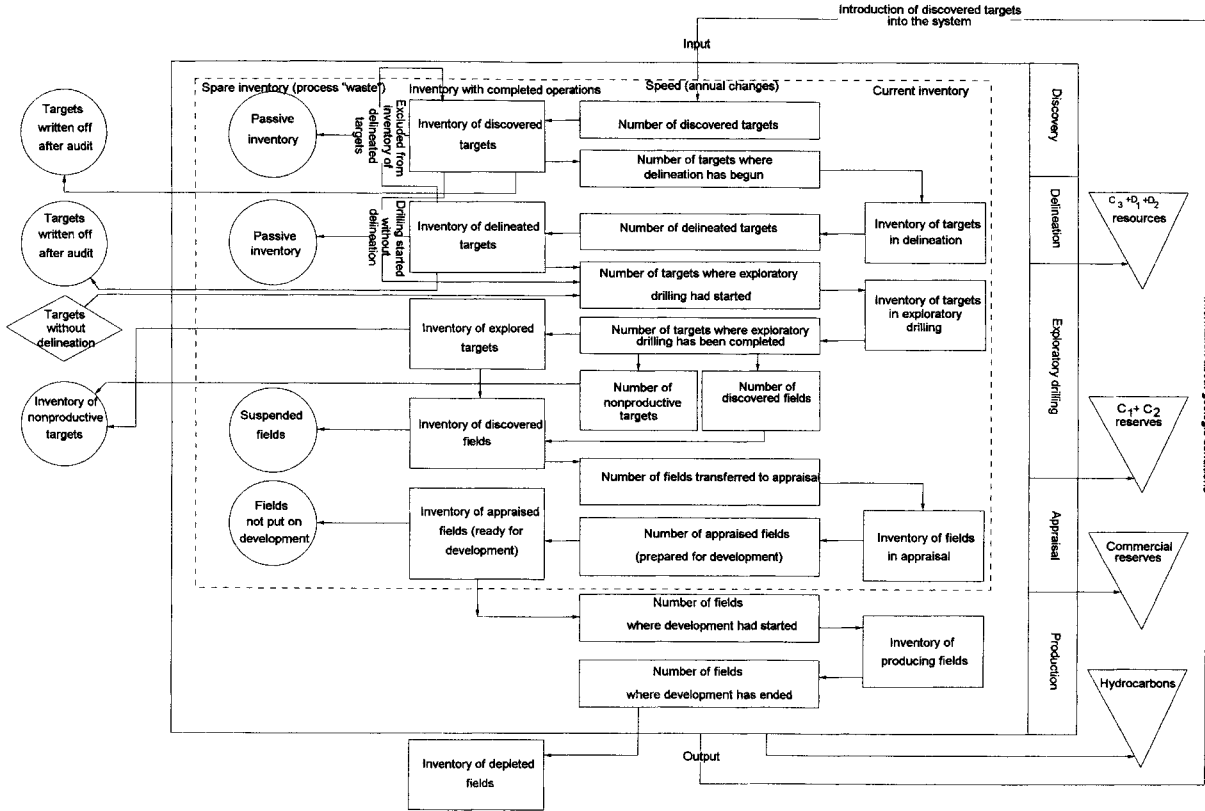 Introduction of discovered targets
into the system
Input
Spare inventory (process "waste")
Inventory with completed operations
Speed (annual changes)
Current inventory
Targets
written off
after audit
Passive
inventory
Excluded from
inventory of
delineated
targets
Inventory of discovered
targets
Number of discovered targets
Number of targets where
delineation has begun
Discovery
Targets
written off
after audit
Passive
inventory
Drilling started
without
delineation
Inventory of delineated
targets
Number of delineated targets
Inventory of targets
in delineation
Delineation
C3 +D1 +D2
resources
Number of targets where exploratory
drilling had started
Targets
without
delineation
Inventory of explored
targets
Number of targets where exploratory
drilling has been completed
Inventory of targets
in exploratory
drilling
Exploratory drilling
Inventory of
nonproductive
targets
Number of
nonproductive
targets
Number of
discovered fields
Suspended
fields
Inventory of discovered
fields
C1+ C2
reserves
Number of fields transferred to appraisal
Fields
not put on
development
Inventory of appraised
fields (ready for
development)
Number of appraised fields
(prepared for development)
Inventory of fields
in appraisal
Appraisal
Commercial
reserves
Number of fields
where development had started
Inventory of
producing fields
Production
Number of fields
where development has ended
Hydrocarbons
Inventory of depleted
fields
Output